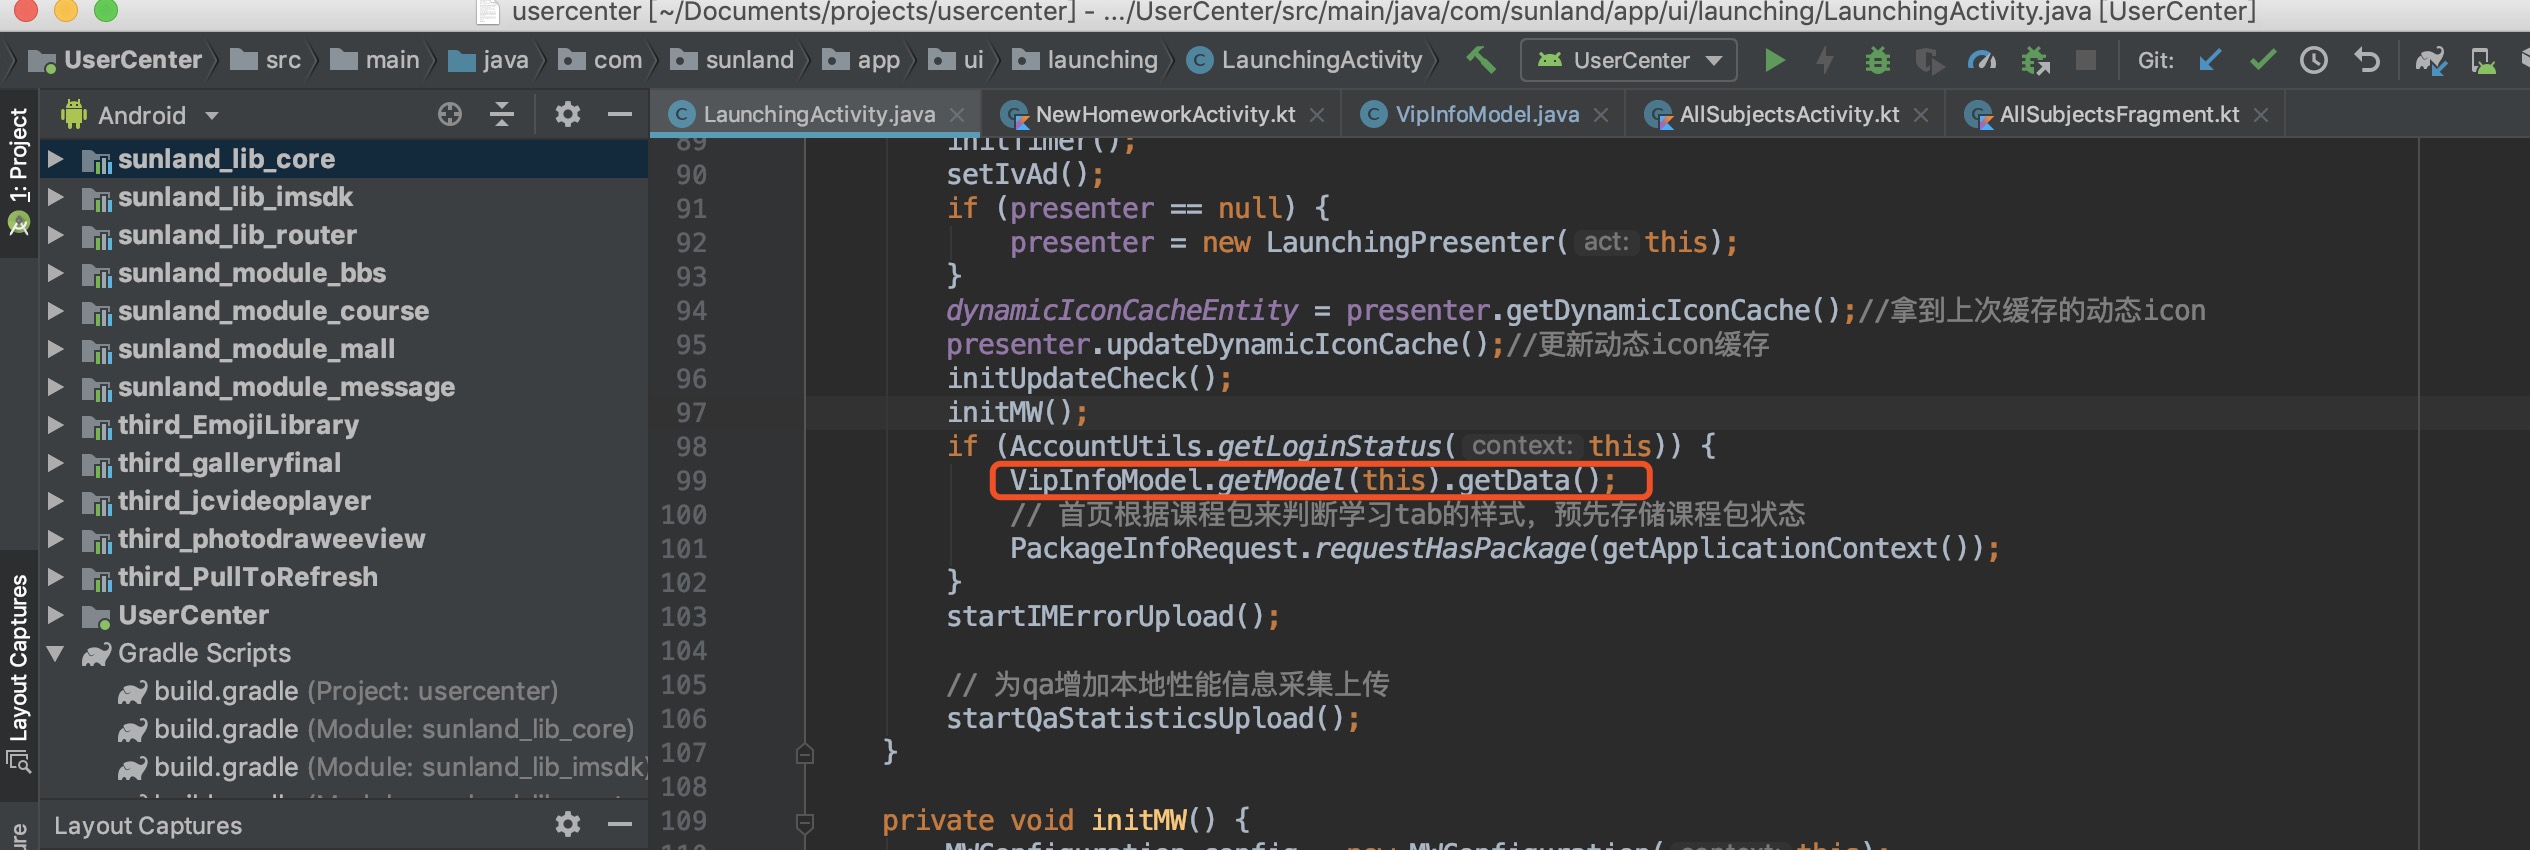 usercenter [~/Documents/projects/usercenter] - .../UserCenter/src/main/java/com/sunland/app/ui/launching/LaunchingActivity.java [UserCenter]
UserCenter src main java com sunland app ui launching LaunchingActivity UserCenter Git:
1: Project
Android
LaunchingActivity.java NewHomeworkActivity.kt VipInfoModel.java AllSubjectsActivity.kt AllSubjectsFragment.kt
sunland_lib_core
sunland_lib_imsdk
sunland_lib_router
sunland_module_bbs
sunland_module_course
sunland_module_mall
sunland_module_message
third_EmojiLibrary
third_galleryfinal
third_jcvideoplayer
third_photodraweeview
third_PullToRefresh
UserCenter
Gradle Scripts
build.gradle (Project: usercenter)
build.gradle (Module: sunland_lib_core)
build.gradle (Module: sunland_lib_imsdk)
Layout Captures
Layout Captures
89 initTimer();
90 setIvAd();
91 if (presenter == null) {
92 presenter = new LaunchingPresenter( act: this);
93 }
94 dynamicIconCacheEntity = presenter.getDynamicIconCache();//拿到上次缓存的动态icon
95 presenter.updateDynamicIconCache();//更新动态icon缓存
96 initUpdateCheck();
97 initMW();
98 if (AccountUtils.getLoginStatus( context: this)) {
99 VipInfoModel.getModel(this).getData();
100 // 首页根据课程包来判断学习tab的样式, 预先存储课程包状态
101 PackageInfoRequest.requestHasPackage(getApplicationContext());
102 }
103 startIMErrorUpload();
104
105 // 为qa增加本地性能信息采集上传
106 startQaStatisticsUpload();
107 }
108
109 private void initMW() {
MWConfiguration config = new MWConfiguration( context: this);